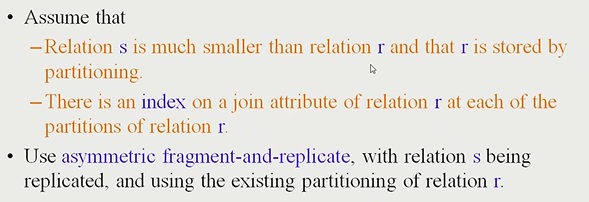 • Assume that
– Relation s is much smaller than relation r and that r is stored by
partitioning.
– There is an index on a join attribute of relation r at each of the
partitions of relation r.
• Use asymmetric fragment-and-replicate, with relation s being
replicated, and using the existing partitioning of relation r.